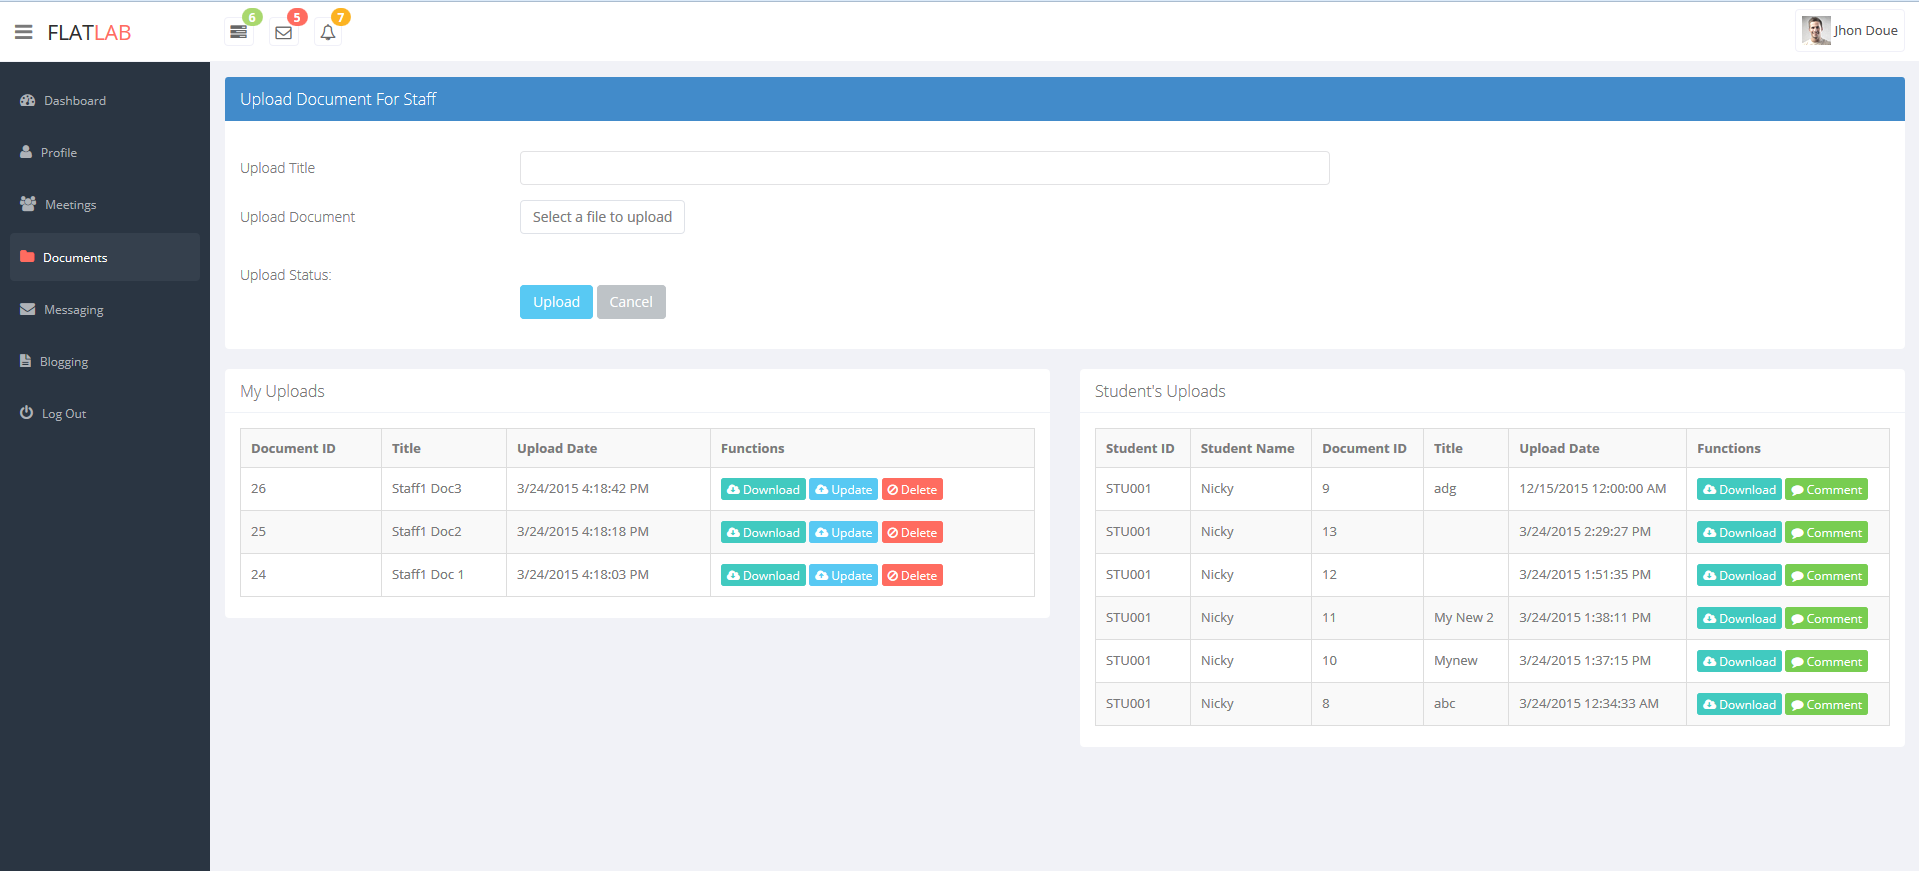 FLATLAB
6
5
7
Jhon Doue
Dashboard
Profile
Meetings
Documents
Messaging
Blogging
Log Out
Upload Document For Staff
Upload Title
Upload Document
Select a file to upload
Upload Status:
Upload Cancel
My Uploads
Document ID Title Upload Date Functions
26 Staff1 Doc3 3/24/2015 4:18:42 PM Download Update Delete
25 Staff1 Doc2 3/24/2015 4:18:18 PM Download Update Delete
24 Staff1 Doc 1 3/24/2015 4:18:03 PM Download Update Delete
Student's Uploads
Student ID Student Name Document ID Title Upload Date Functions
STU001 Nicky 9 adg 12/15/2015 12:00:00 AM Download Comment
STU001 Nicky 13 3/24/2015 2:29:27 PM Download Comment
STU001 Nicky 12 3/24/2015 1:51:35 PM Download Comment
STU001 Nicky 11 My New 2 3/24/2015 1:38:11 PM Download Comment
STU001 Nicky 10 Mynew 3/24/2015 1:37:15 PM Download Comment
STU001 Nicky 8 abc 3/24/2015 12:34:33 AM Download Comment